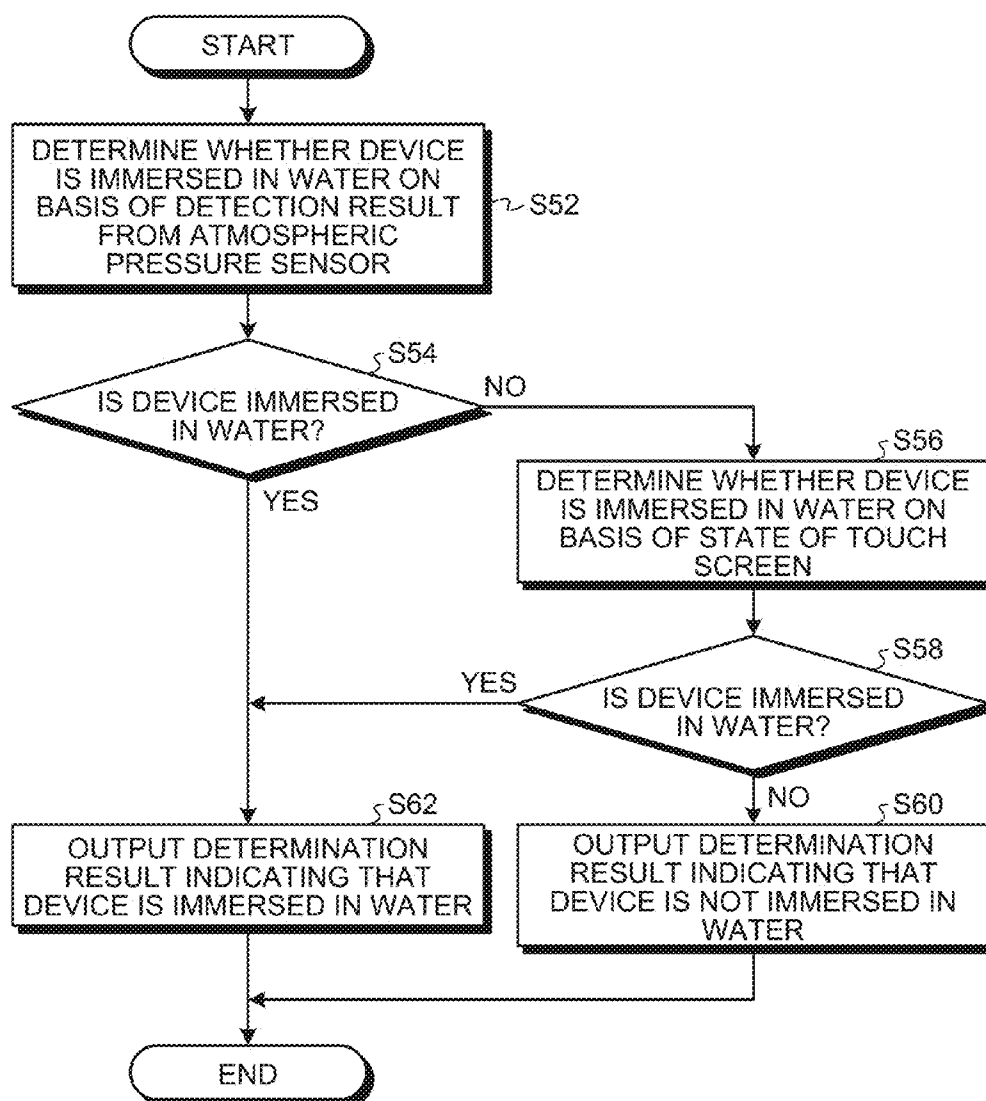 START
DETERMINE WHETHER DEVICE
IS IMMERSED IN WATER ON
BASIS OF DETECTION RESULT
FROM ATMOSPHERIC
PRESSURE SENSOR
S52
S54
IS DEVICE IMMERSED
IN WATER?
NO
YES
S56
DETERMINE WHETHER DEVICE
IS IMMERSED IN WATER ON
BASIS OF STATE OF TOUCH
SCREEN
S58
IS DEVICE IMMERSED
IN WATER?
YES
NO
S62
OUTPUT DETERMINATION
RESULT INDICATING THAT
DEVICE IS IMMERSED IN WATER
S60
OUTPUT DETERMINATION
RESULT INDICATING THAT
DEVICE IS NOT IMMERSED IN
WATER
END